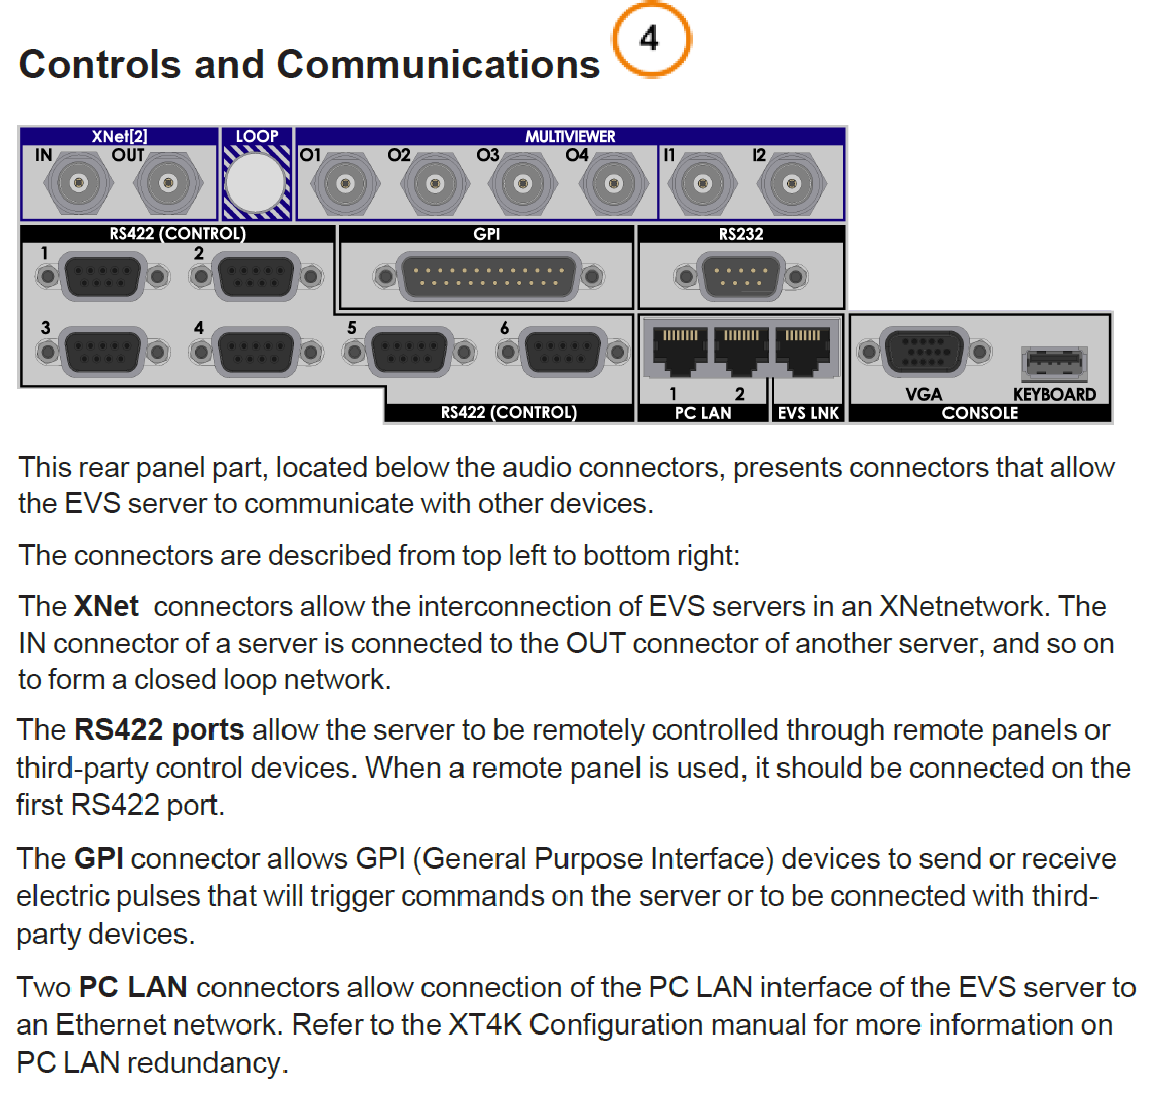 Controls and Communications
4
XNet[2] LOOP MULTIVIEWER
IN OUT O1 O2 O3 O4 I1 I2
RS422 (CONTROL) GPI RS232
1 2
3 4 5 6
1 2 VGA KEYBOARD
RS422 (CONTROL) PC LAN EVS LNK CONSOLE
This rear panel part, located below the audio connectors, presents connectors that allow
the EVS server to communicate with other devices.
The connectors are described from top left to bottom right:
The XNet connectors allow the interconnection of EVS servers in an XNetnetwork. The
IN connector of a server is connected to the OUT connector of another server, and so on
to form a closed loop network.
The RS422 ports allow the server to be remotely controlled through remote panels or
third-party control devices. When a remote panel is used, it should be connected on the
first RS422 port.
The GPI connector allows GPI (General Purpose Interface) devices to send or receive
electric pulses that will trigger commands on the server or to be connected with third-
party devices.
Two PC LAN connectors allow connection of the PC LAN interface of the EVS server to
an Ethernet network. Refer to the XT4K Configuration manual for more information on
PC LAN redundancy.